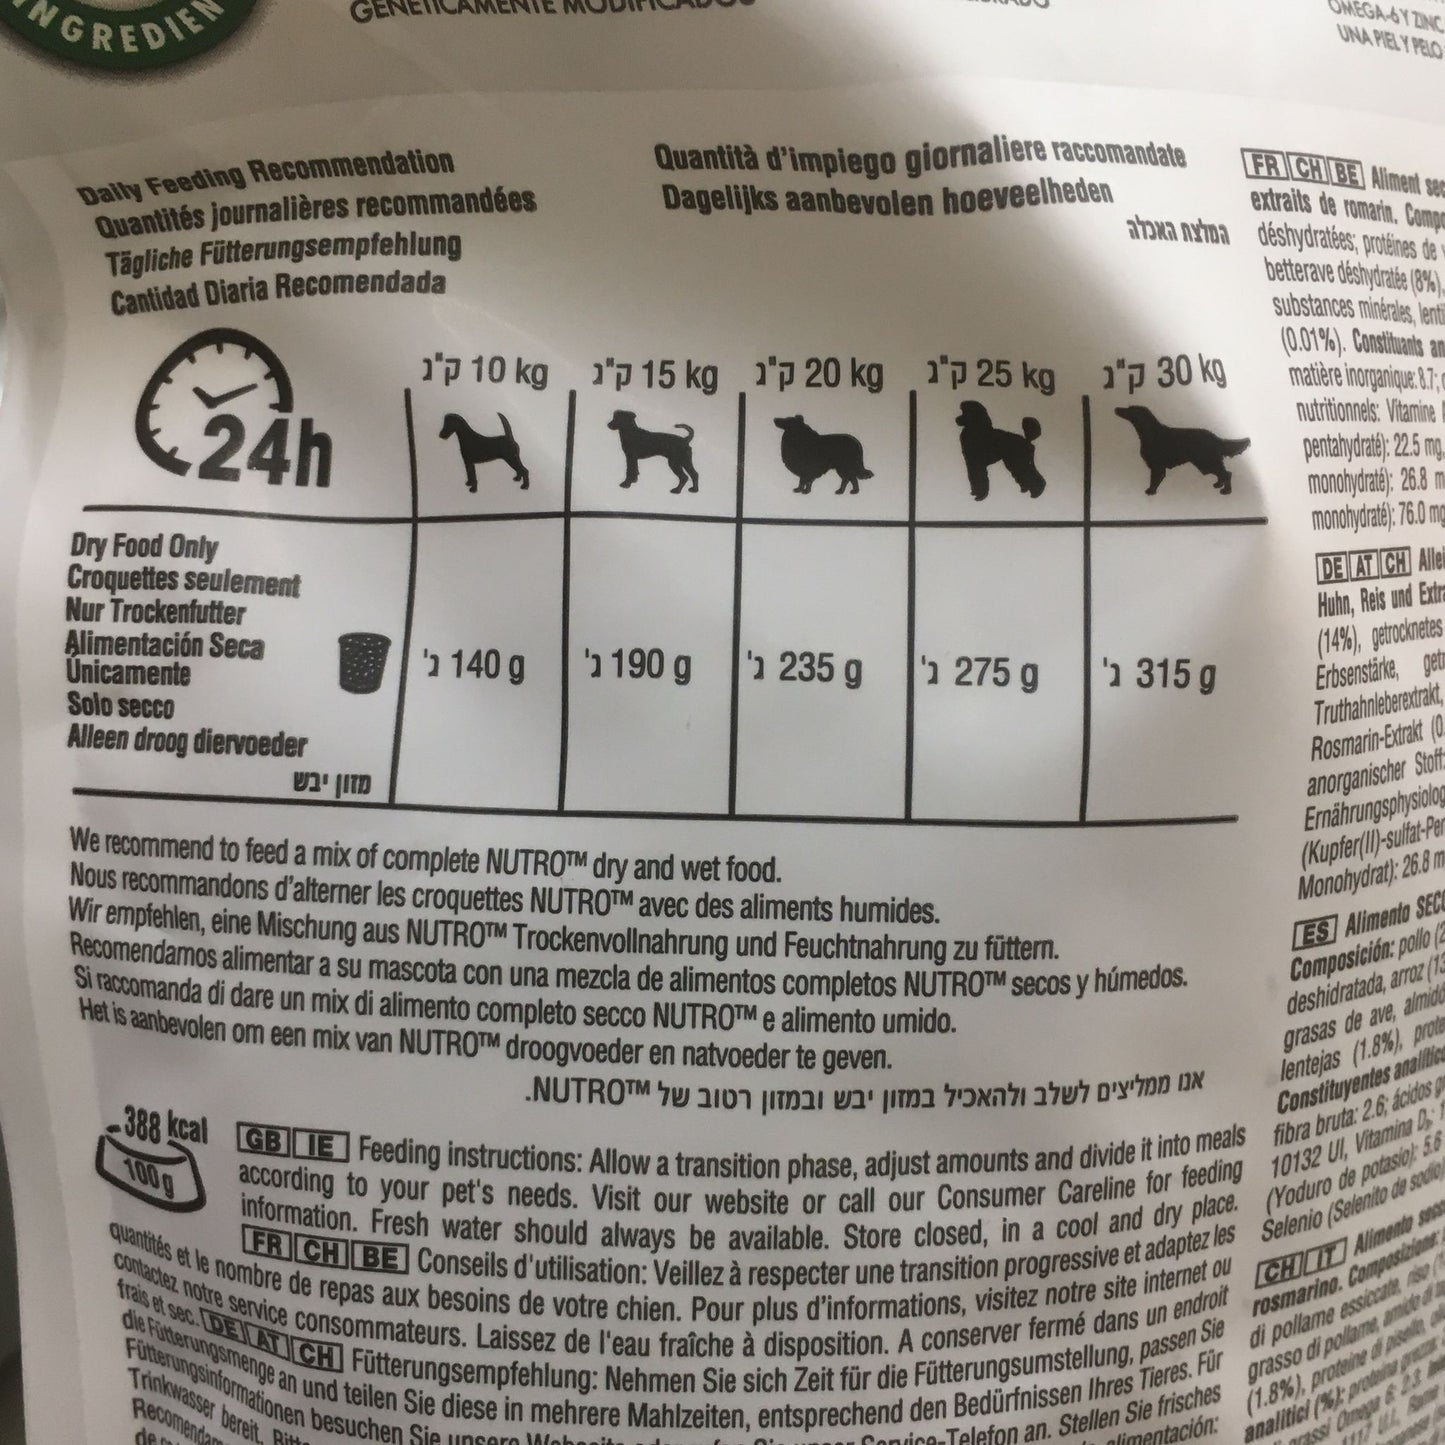 INGREDIEN
GENETICAMENTE MODIFICADOS
OMEGA-6 Y ZINC
UNA PIEL Y PELO
Daily Feeding Recommendation
Quantités journalières recommandées
Tägliche Fütterungsempfehlung
Cantidad Diaria Recomendada
Quantità d'impiego giornaliere raccomandate
Dagelijks aanbevolen hoeveelheden
המלצת האכלה
24h
10 kg ק"ג
15 kg ק"ג
20 kg ק"ג
25 kg ק"ג
30 kg ק"ג
Dry Food Only
Croquettes seulement
Nur Trockenfutter
Alimentación Seca
Únicamente
Solo secco
Alleen droog diervoeder
מזון יבש
140 g ג'
190 g ג'
235 g ג'
275 g ג'
315 g ג'
We recommend to feed a mix of complete NUTRO™ dry and wet food.
Nous recommandons d'alterner les croquettes NUTRO™ avec des aliments humides.
Wir empfehlen, eine Mischung aus NUTRO™ Trockenvollnahrung und Feuchtnahrung zu füttern.
Recomendamos alimentar a su mascota con una mezcla de alimentos completos NUTRO™ secos y húmedos.
Si raccomanda di dare un mix di alimento completo secco NUTRO™ e alimento umido.
Het is aanbevolen om een mix van NUTRO™ droogvoeder en natvoeder te geven.
אנו ממליצים לשלב ולהאכיל במזון יבש ובמזון רטוב של NUTRO™.
388 kcal
100g
GB IE Feeding instructions: Allow a transition phase, adjust amounts and divide it into meals
according to your pet's needs. Visit our website or call our Consumer Careline for feeding
information. Fresh water should always be available. Store closed, in a cool and dry place.
FR CH BE Conseils d'utilisation: Veillez à respecter une transition progressive et adaptez les
quantités et le nombre de repas aux besoins de votre chien. Pour plus d'informations, visitez notre site internet ou
contactez notre service consommateurs. Laissez de l'eau fraîche à disposition. A conserver fermé dans un endroit
frais et sec. DE AT CH Fütterungsempfehlung: Nehmen Sie sich Zeit für die Fütterungsumstellung, passen Sie
die Fütterungsmenge an und teilen Sie diese in mehrere Mahlzeiten, entsprechend den Bedürfnissen Ihres Tieres. Für
Fütterungsinformationen besuchen Sie unsere Service-Telefon an. Stellen Sie frisches
Trinkwasser bereit.
FR CH BE Aliment
extraits de romarin.
déshydratées; protéines de
betterave déshydratée (8%),
substances minérales,
(0.01%). Constituants
matière inorganique: 8.7;
nutritionnels: Vitamine
pentahydraté): 22.5 mg,
monohydraté): 26.8
monohydraté): 76.0 mg
DE AT CH
Huhn, Reis und
(14%), getrocknetes
Erbsenstärke,
Truthahnleberextrakt,
Rosmarin-Extrakt
anorganischer
(Kupfer(II)-sulfat-
Monohydrat): 26.8
ES Alimento
Composición: pollo
deshidratada, arroz
grasas de ave,
lentejas (1.8%),
Constituyentes
fibra bruta: 2.6; ácidos
10132 UI, Vitamina
(Yoduro de potasio): 5.6
Selenio (Selenito de
CH IT Alimento
rosmarino. Composizione:
di pollame essiccate, riso
grasso di pollame, amido di
(1.8%), proteine di pisello,
analitici (%): proteina